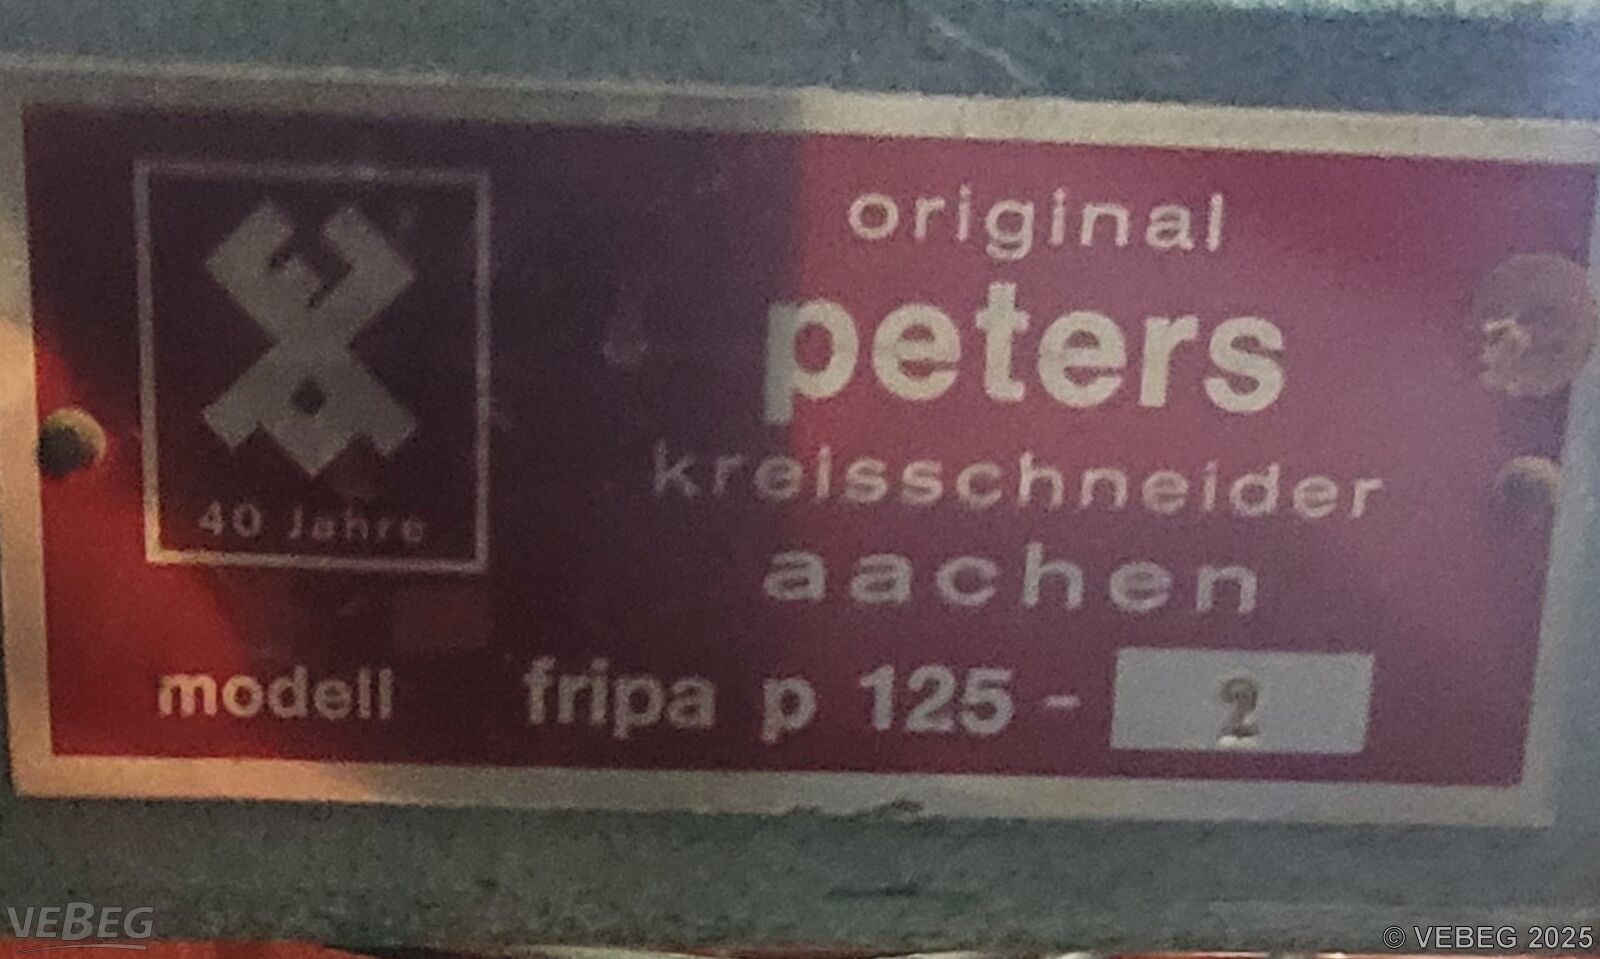 original
peters
kreisschneider
aachen
40 Jahre
modell fripa p 125 - 2
VEBEG
© VEBEG 2025